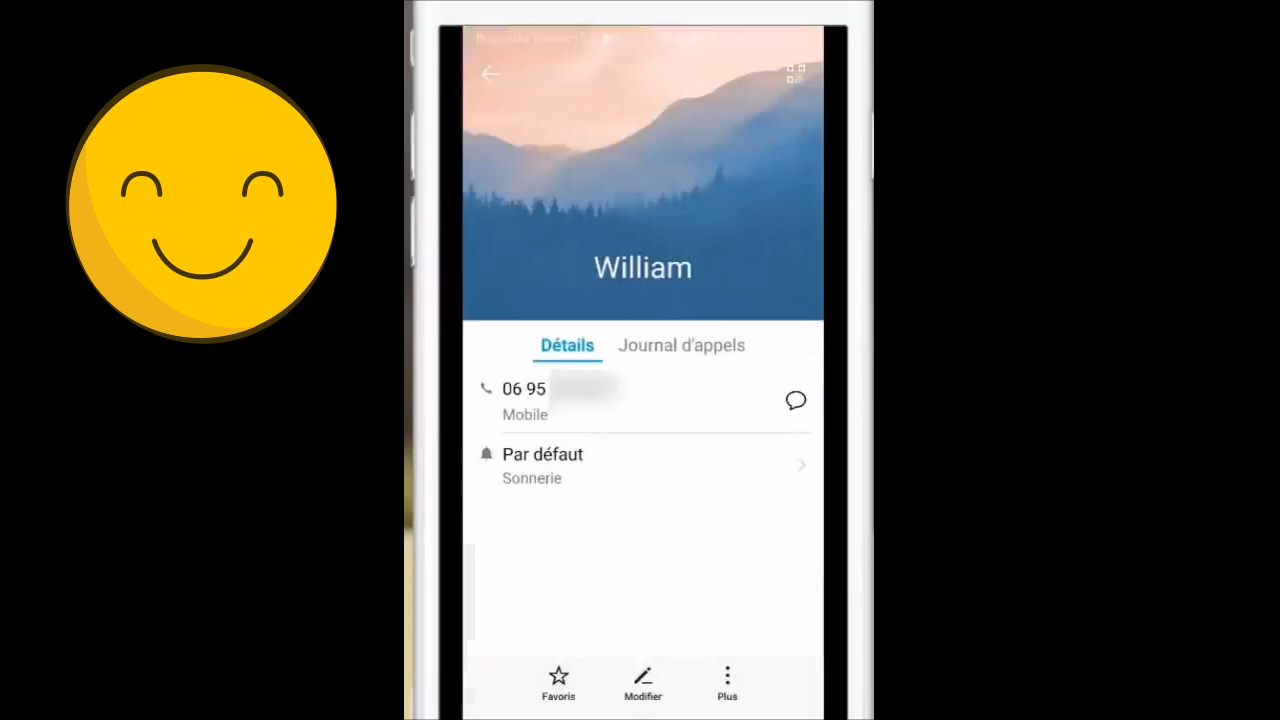 William
Détails Journal d'appels
06 95
Mobile
Par défaut
Sonnerie
Favoris Modifier Plus